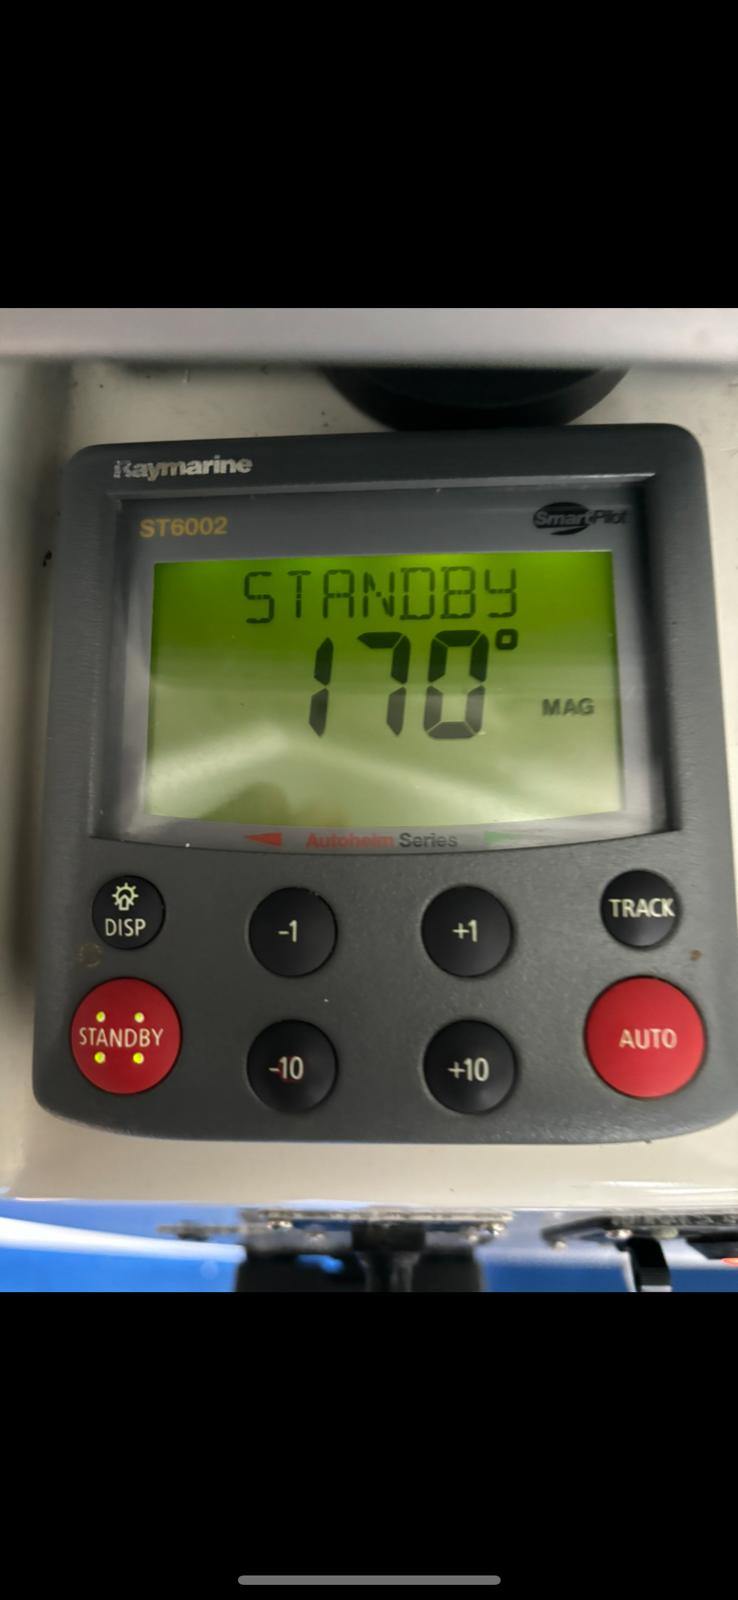 Raymarine
ST6002
SmartPilot
STANDBY
170°
MAG
Autohelm Series
DISP
-1
+1
TRACK
STANDBY
-10
+10
AUTO